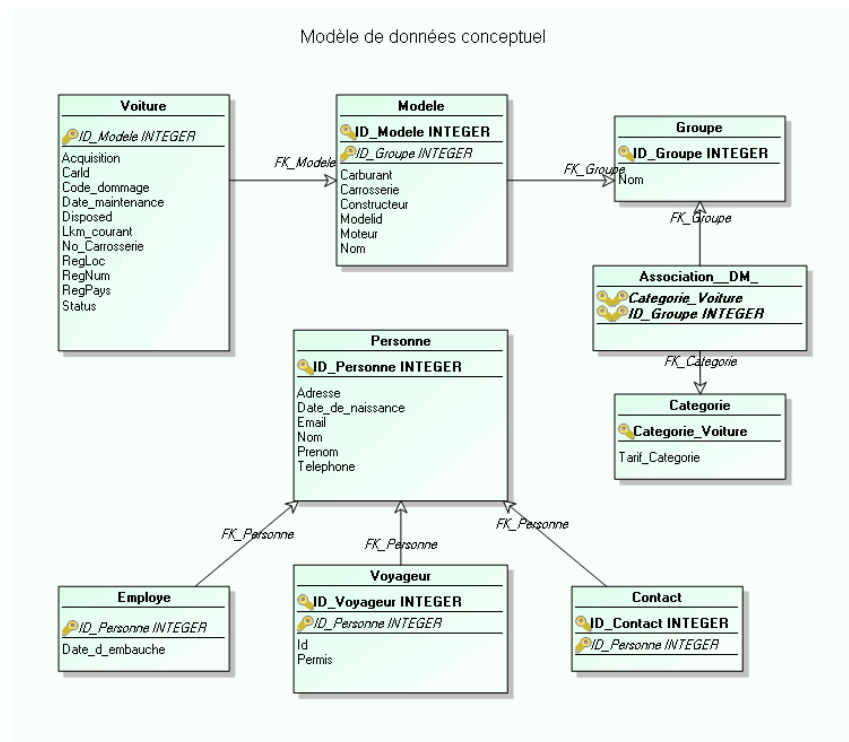 Modèle de données conceptuel
Voiture
ID_Modele INTEGER
Acquisition
CarId
Code_dommage
Date_maintenance
Disposed
Lkm_courant
No_Carrosserie
RegLoc
RegNum
RegPays
Status
FK_Modele
Modele
ID_Modele INTEGER
ID_Groupe INTEGER
Carburant
Carrosserie
Constructeur
Modelid
Moteur
Nom
FK_Groupe
Groupe
ID_Groupe INTEGER
Nom
FK_Groupe
Association__DM_
Categorie_Voiture
ID_Groupe INTEGER
FK_Categorie
Categorie
Categorie_Voiture
Tarif_Categorie
Personne
ID_Personne INTEGER
Adresse
Date_de_naissance
Email
Nom
Prenom
Telephone
FK_Personne
FK_Personne
FK_Personne
Employe
ID_Personne INTEGER
Date_d_embauche
Voyageur
ID_Voyageur INTEGER
ID_Personne INTEGER
Id
Permis
Contact
ID_Contact INTEGER
ID_Personne INTEGER